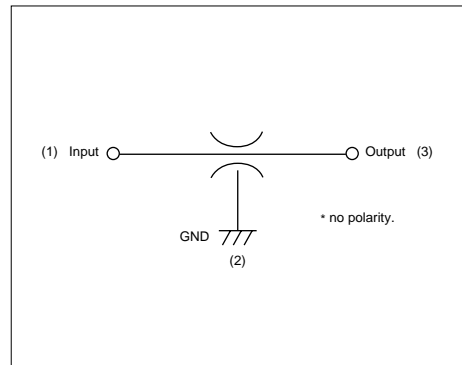 (1) Input Output (3)
* no polarity.
GND
(2)